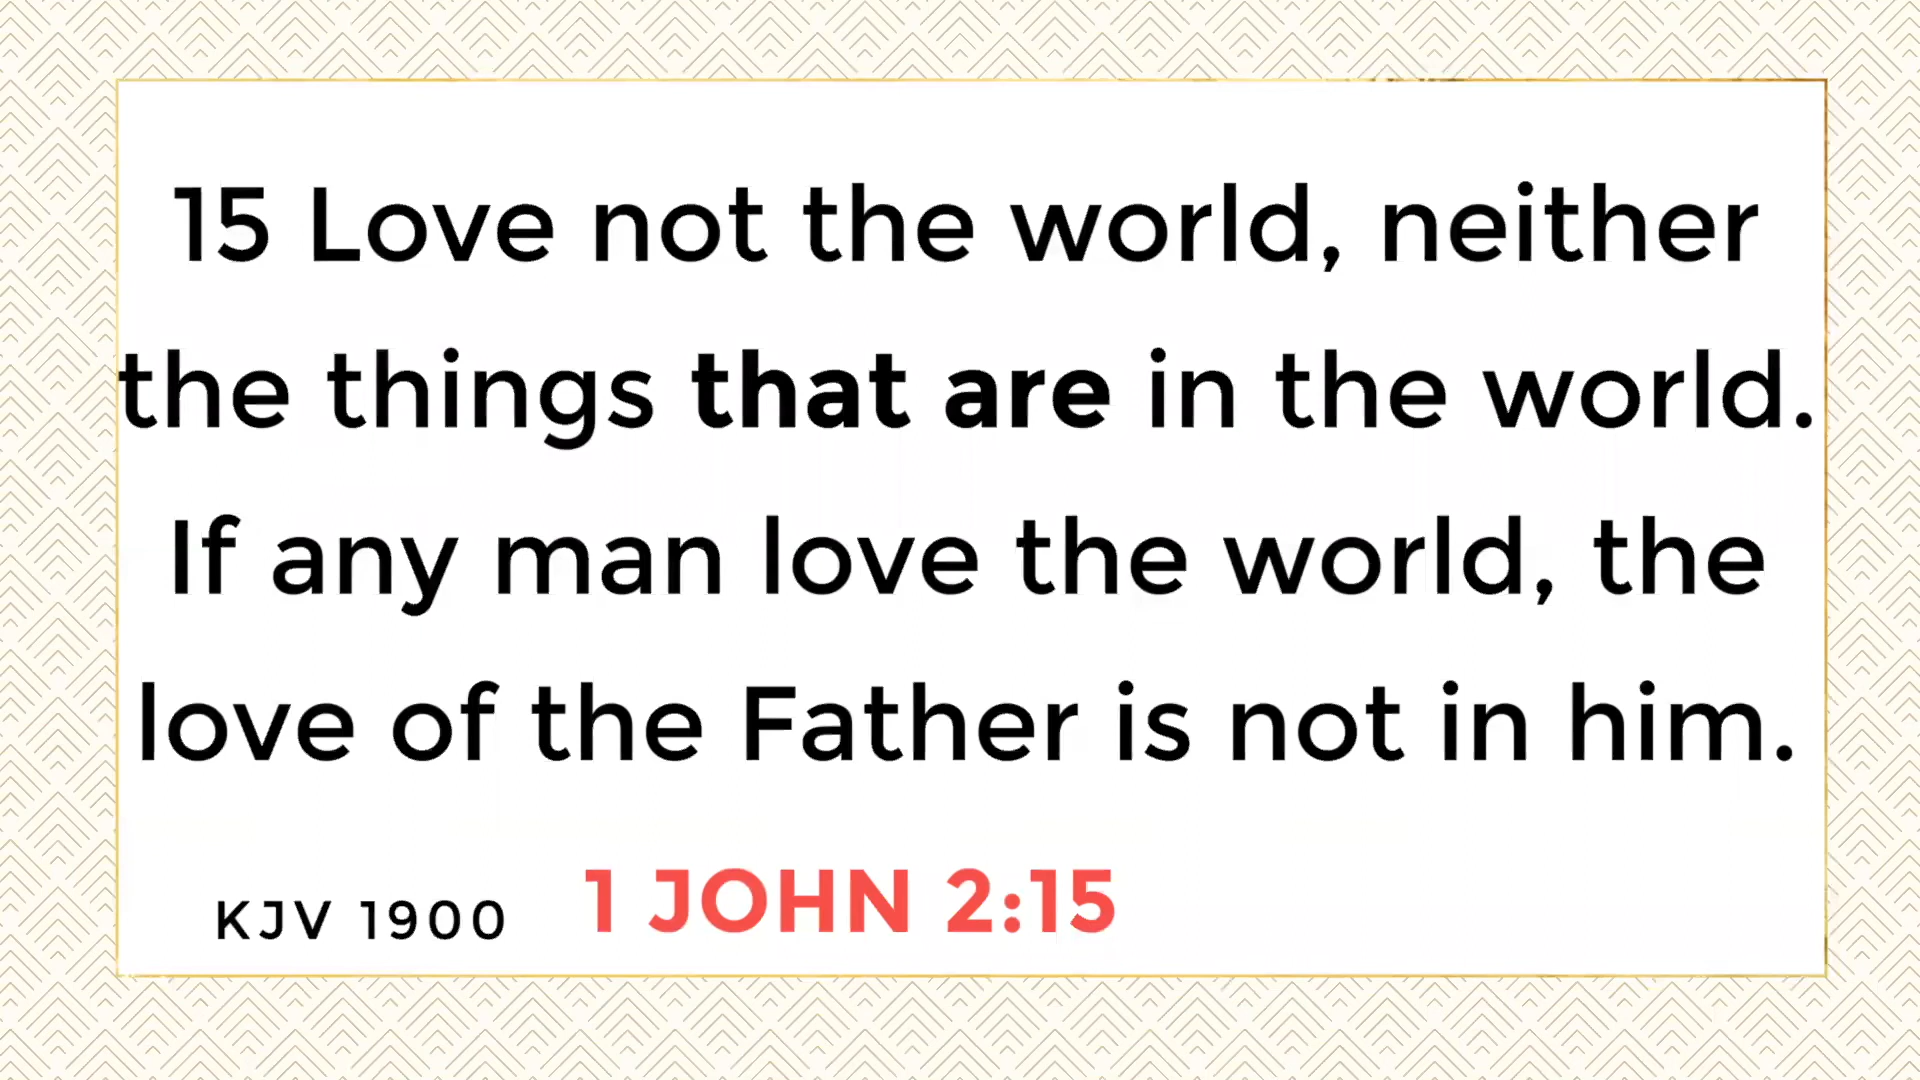 15 Love not the world, neither
the things that are in the world.
If any man love the world, the
love of the Father is not in him.
KJV 1900 1 JOHN 2:15